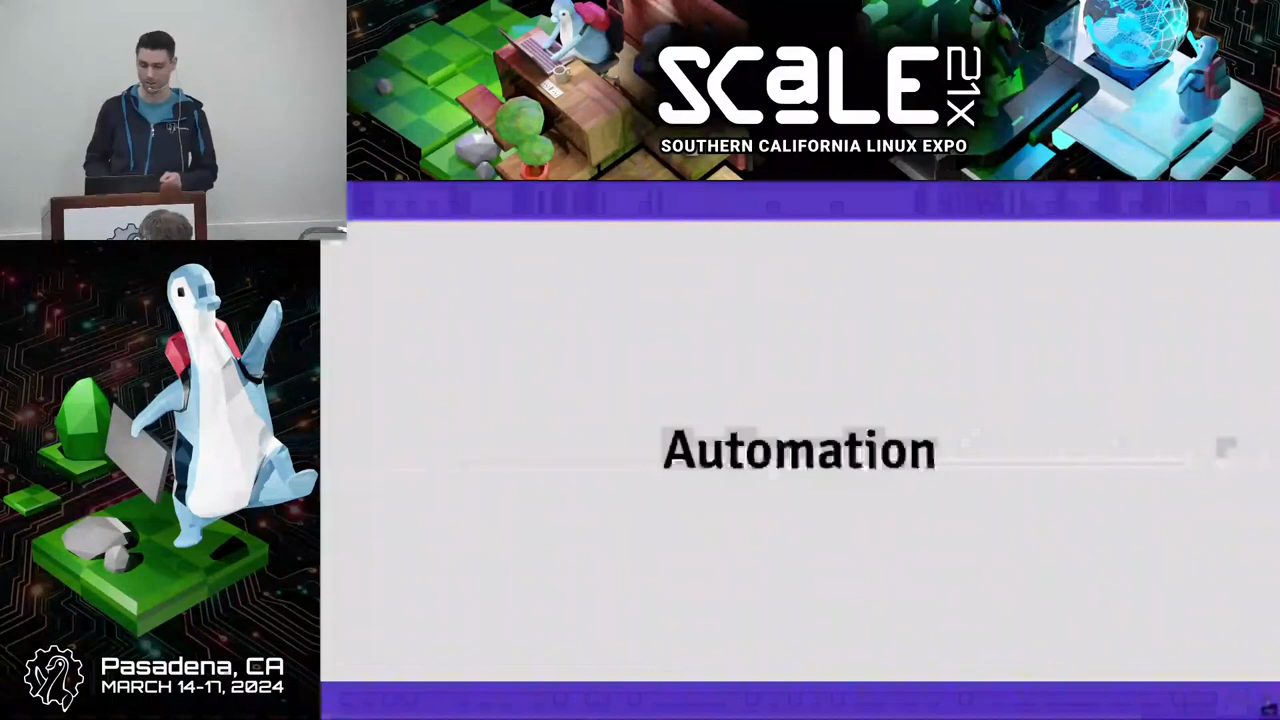 SCALE 21X
SOUTHERN CALIFORNIA LINUX EXPO
Automation
Pasadena, CA
MARCH 14-17, 2024